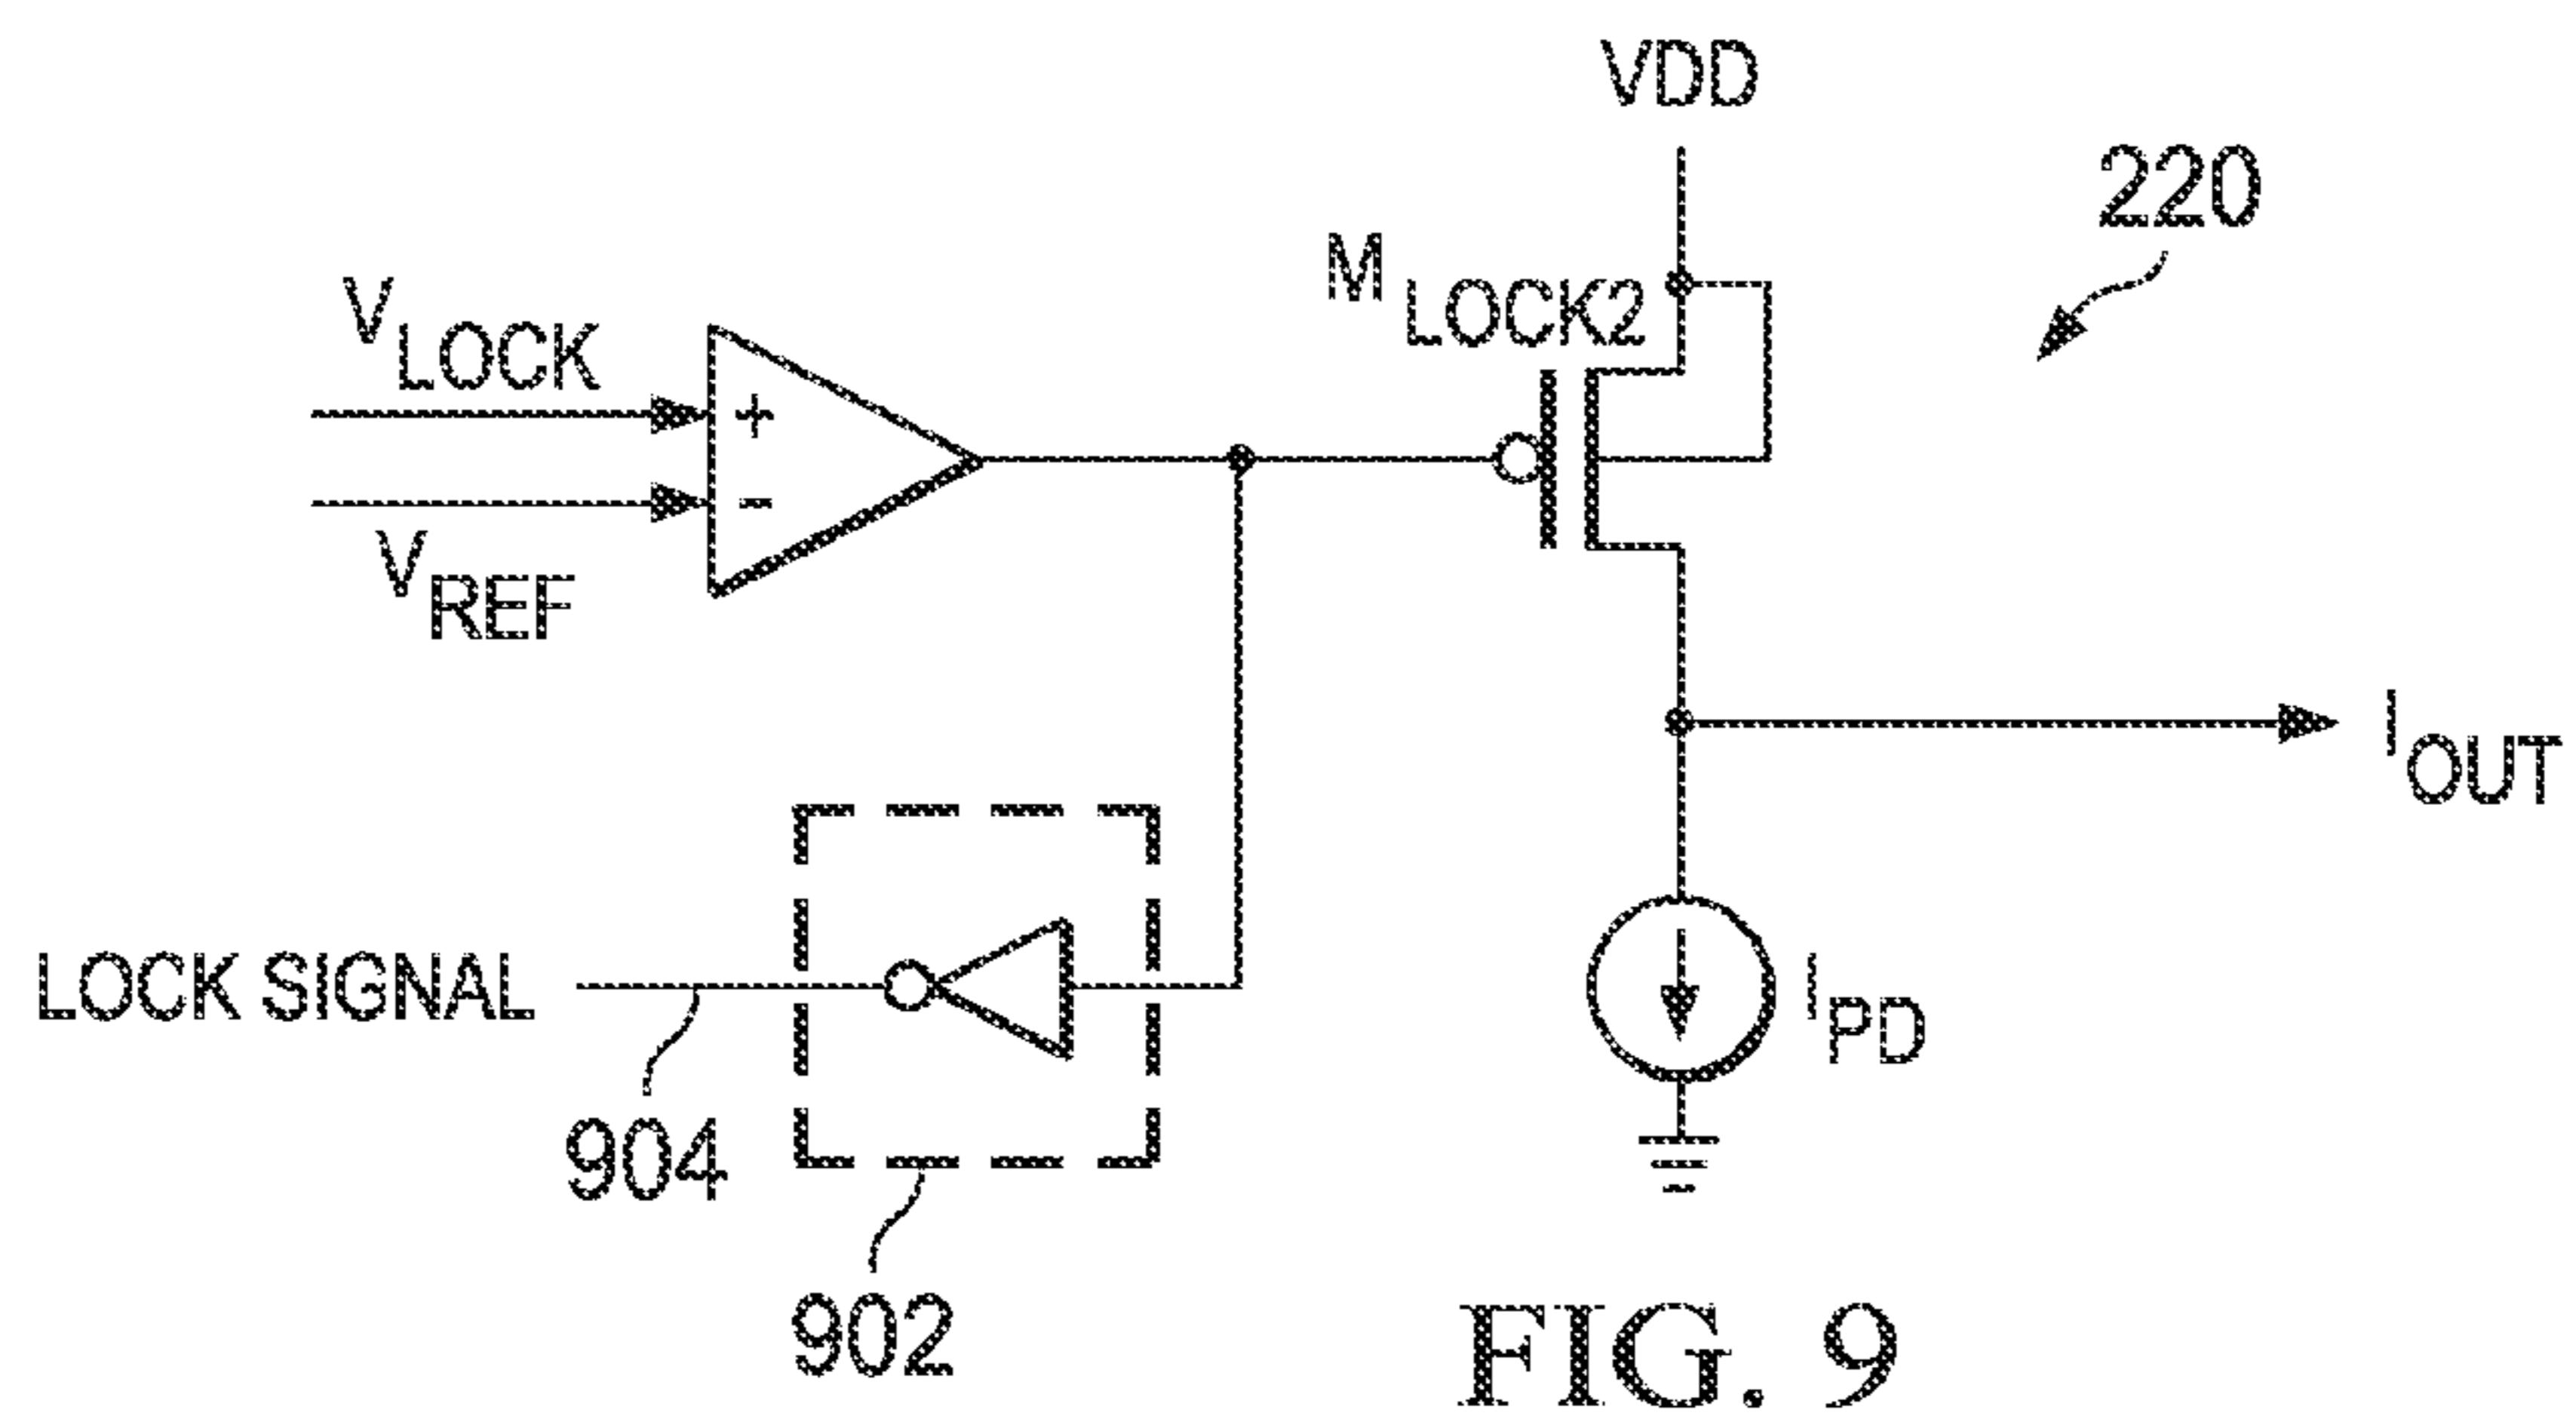 VDD
220
M LOCK2
V LOCK
+
-
V REF
I OUT
LOCK SIGNAL
I PD
904
902
FIG. 9